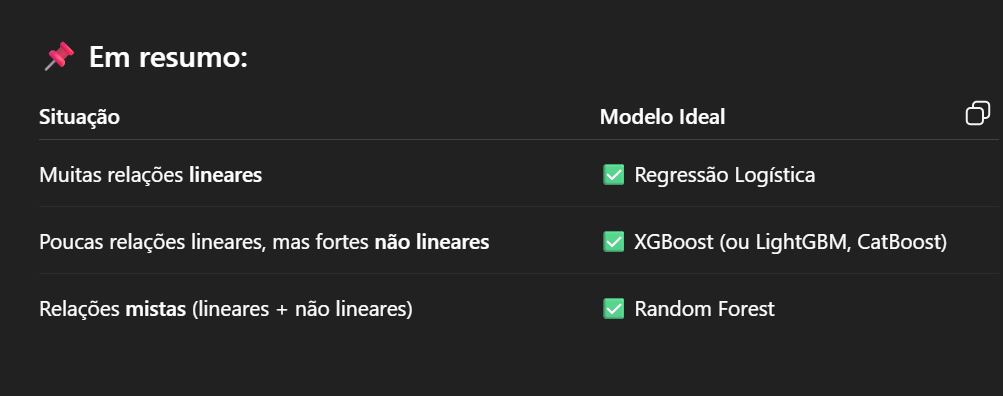 📌 Em resumo:
Situação Modelo Ideal
Muitas relações lineares ✅ Regressão Logística
Poucas relações lineares, mas fortes não lineares ✅ XGBoost (ou LightGBM, CatBoost)
Relações mistas (lineares + não lineares) ✅ Random Forest